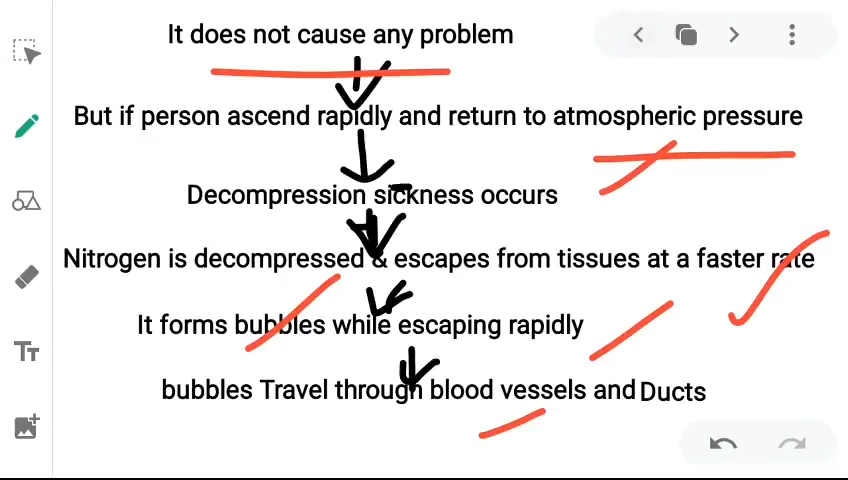 It does not cause any problem
But if person ascend rapidly and return to atmospheric pressure
Decompression sickness occurs
Nitrogen is decompressed & escapes from tissues at a faster rate
It forms bubbles while escaping rapidly
bubbles Travel through blood vessels and Ducts